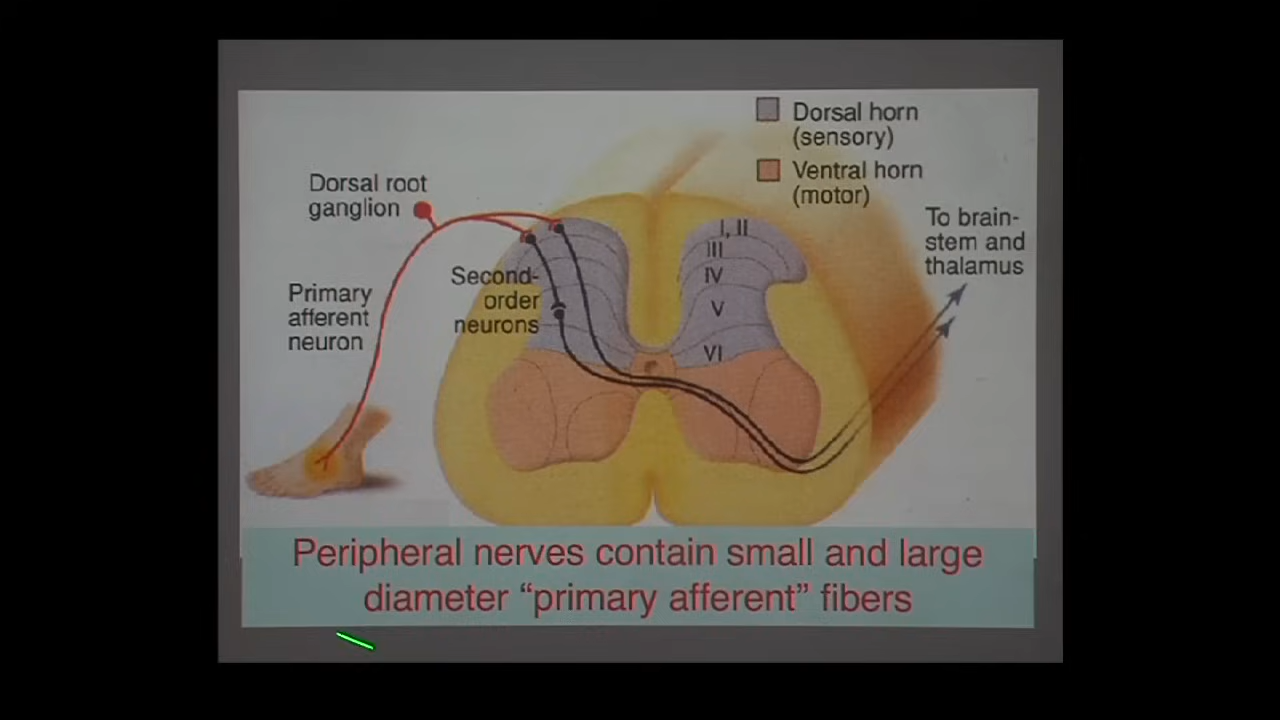 Dorsal horn
(sensory)
Ventral horn
(motor)
Dorsal root
ganglion
To brain-
stem and
thalamus
Primary
afferent
neuron
Second-
order
neurons
I, II
III
IV
V
VI
Peripheral nerves contain small and large
diameter “primary afferent” fibers